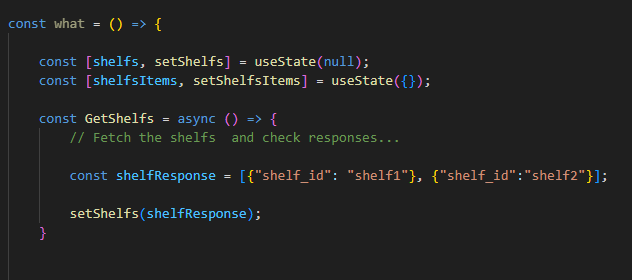 const what = () => {
const [shelfs, setShelfs] = useState(null);
const [shelfsItems, setShelfsItems] = useState({});
const GetShelfs = async () => {
// Fetch the shelfs  and check responses...
const shelfResponse = [{"shelf_id": "shelf1"}, {"shelf_id":"shelf2"}];
setShelfs(shelfResponse);
}